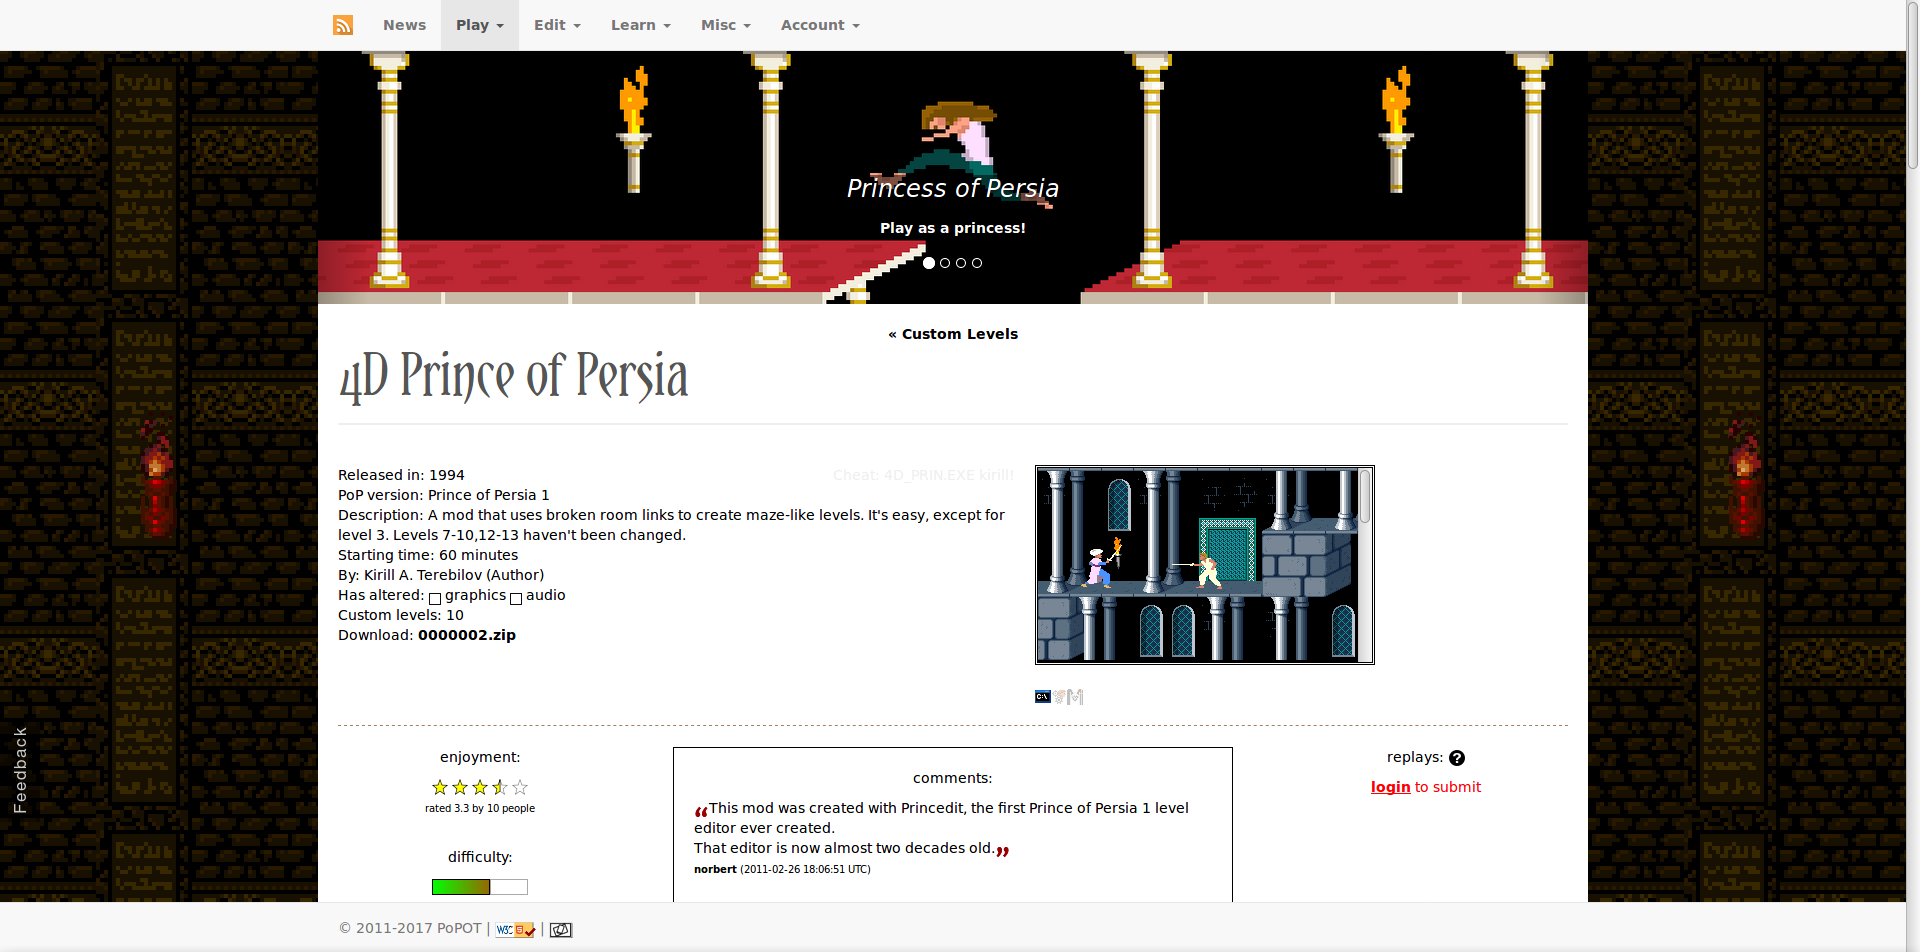 News Play Edit Learn Misc Account
Princess of Persia
Play as a princess!
« Custom Levels
4D Prince of Persia
Released in: 1994
Cheat: 4D_PRIN.EXE kirill!
PoP version: Prince of Persia 1
Description: A mod that uses broken room links to create maze-like levels. It's easy, except for
level 3. Levels 7-10,12-13 haven't been changed.
Starting time: 60 minutes
By: Kirill A. Terebilov (Author)
Has altered: graphics audio
Custom levels: 10
Download: 0000002.zip
C:\
Feedback
enjoyment:
rated 3.3 by 10 people
difficulty:
comments:
“This mod was created with Princedit, the first Prince of Persia 1 level
editor ever created.
That editor is now almost two decades old.”
norbert (2011-02-26 18:06:51 UTC)
replays: ?
login to submit
© 2011-2017 PoPOT | W3C 5 |